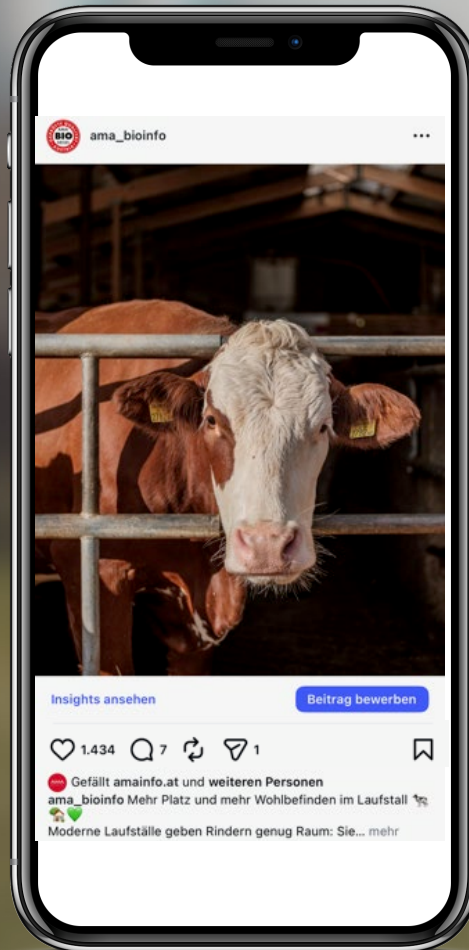 BIO
ama_bioinfo
Insights ansehen
Beitrag bewerben
1.434
7
1
Gefällt amainfo.at und weiteren Personen
ama_bioinfo Mehr Platz und mehr Wohlbefinden im Laufstall 🐄
🏡💚
Moderne Laufställe geben Rindern genug Raum: Sie... mehr